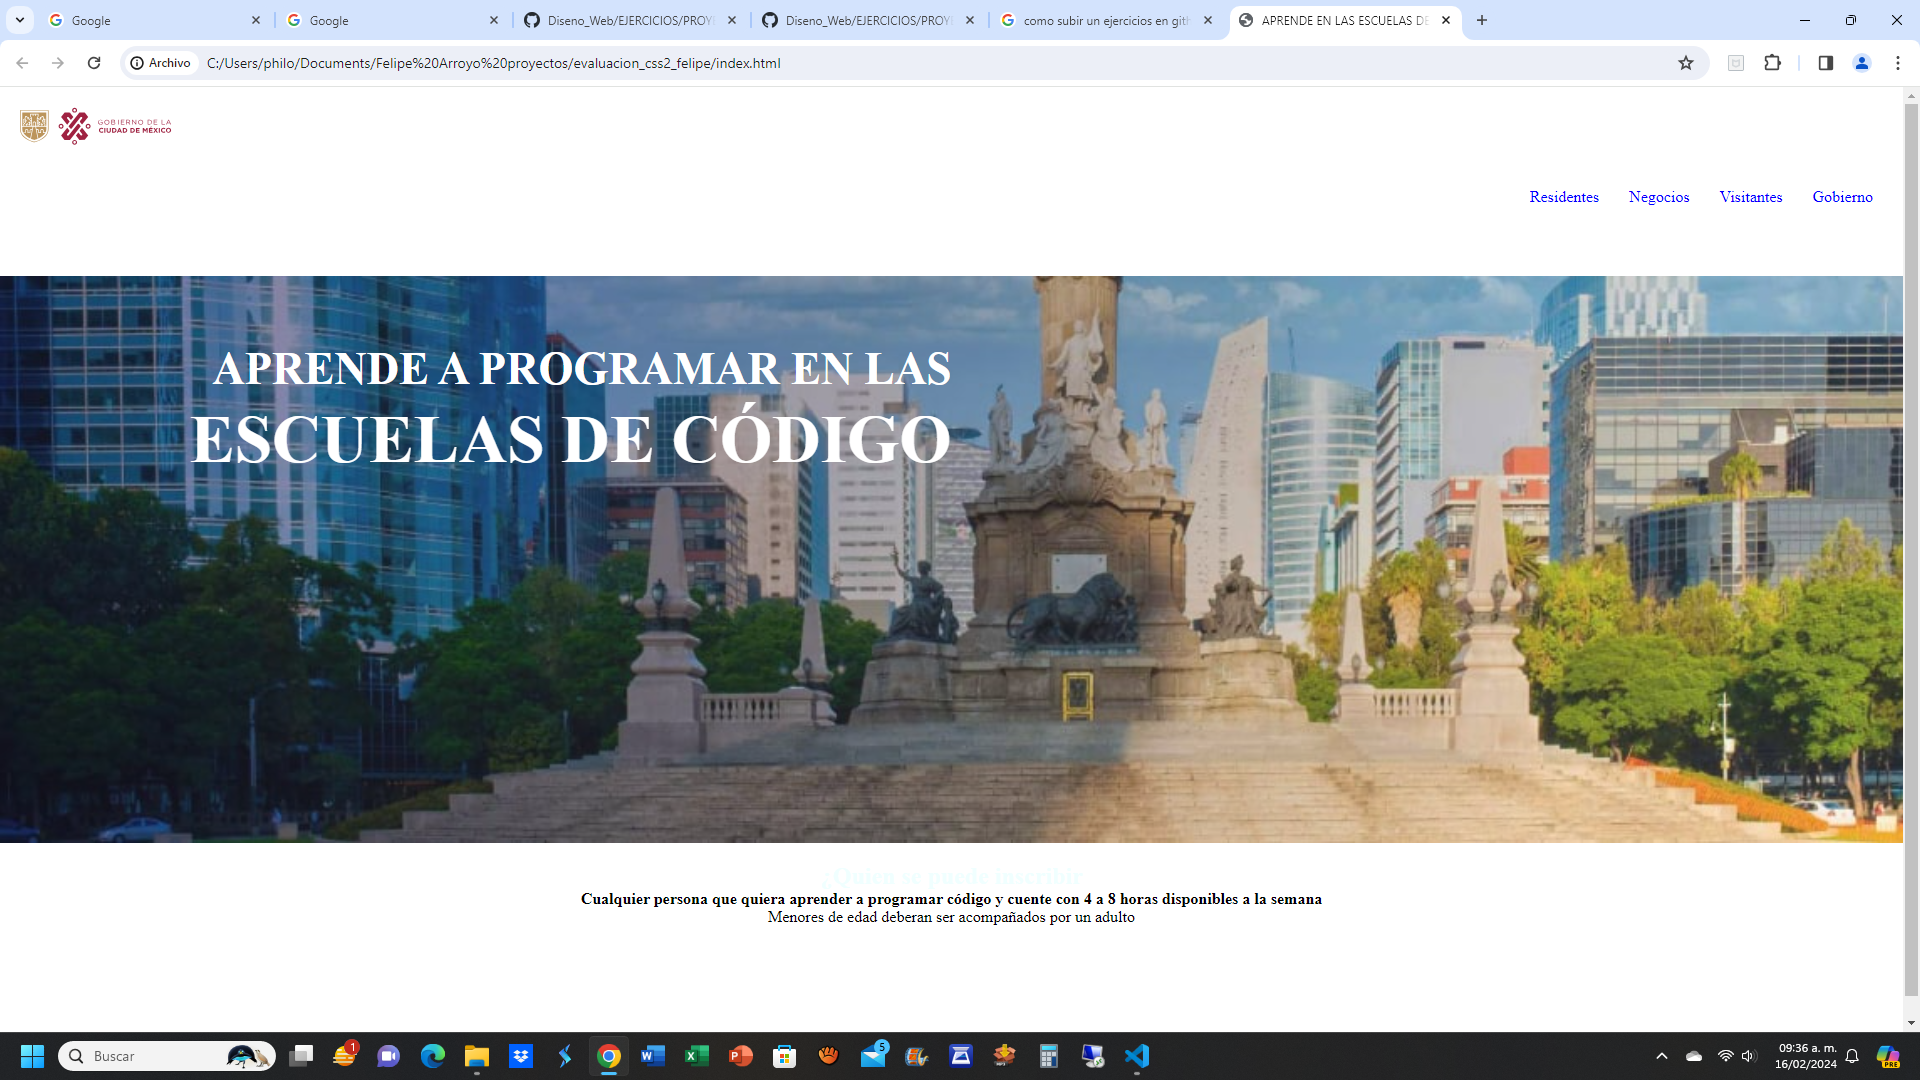 Google
Google
Diseno_Web/EJERCICIOS/PROY
Diseno_Web/EJERCICIOS/PROY
como subir un ejercicios en gith
APRENDE EN LAS ESCUELAS DE
Archivo
C:/Users/philo/Documents/Felipe%20Arroyo%20proyectos/evaluacion_css2_felipe/index.html
GOBIERNO DE LA
CIUDAD DE MÉXICO
Residentes Negocios Visitantes Gobierno
APRENDE A PROGRAMAR EN LAS
ESCUELAS DE CÓDIGO
¿Quien se puede inscribir
Cualquier persona que quiera aprender a programar código y cuente con 4 a 8 horas disponibles a la semana
Menores de edad deberan ser acompañados por un adulto
Buscar
1
5
09:36 a. m.
16/02/2024
PRE